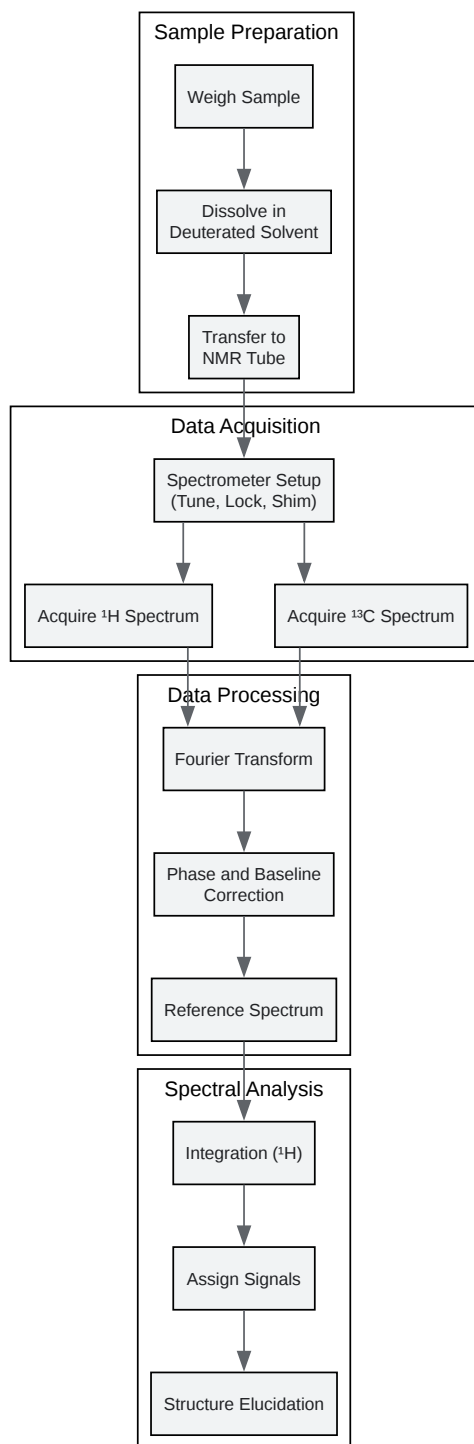 Sample Preparation
Weigh Sample
Dissolve in
Deuterated Solvent
Transfer to
NMR Tube
Data Acquisition
Spectrometer Setup
(Tune, Lock, Shim)
Acquire ¹H Spectrum
Acquire ¹³C Spectrum
Data Processing
Fourier Transform
Phase and Baseline
Correction
Reference Spectrum
Spectral Analysis
Integration (¹H)
Assign Signals
Structure Elucidation